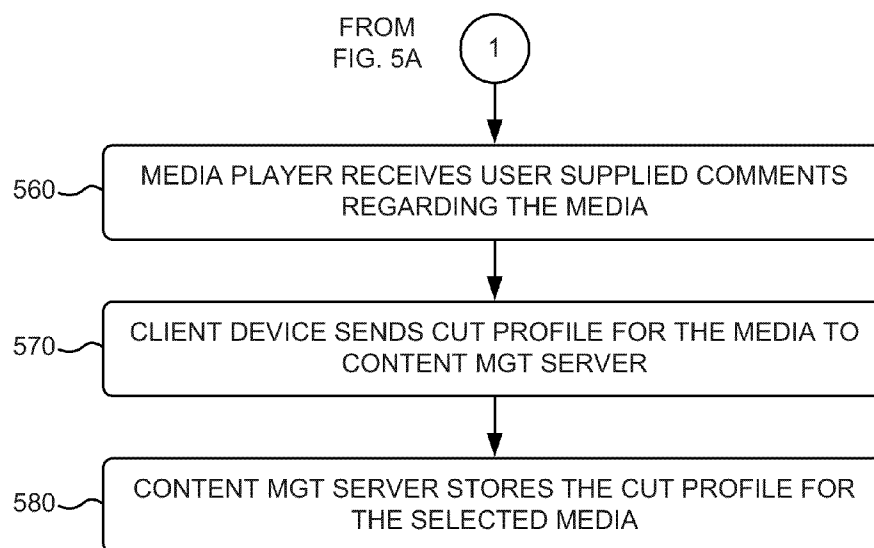 FROM
FIG. 5A
1
560
MEDIA PLAYER RECEIVES USER SUPPLIED COMMENTS
REGARDING THE MEDIA
570
CLIENT DEVICE SENDS CUT PROFILE FOR THE MEDIA TO
CONTENT MGT SERVER
580
CONTENT MGT SERVER STORES THE CUT PROFILE FOR
THE SELECTED MEDIA